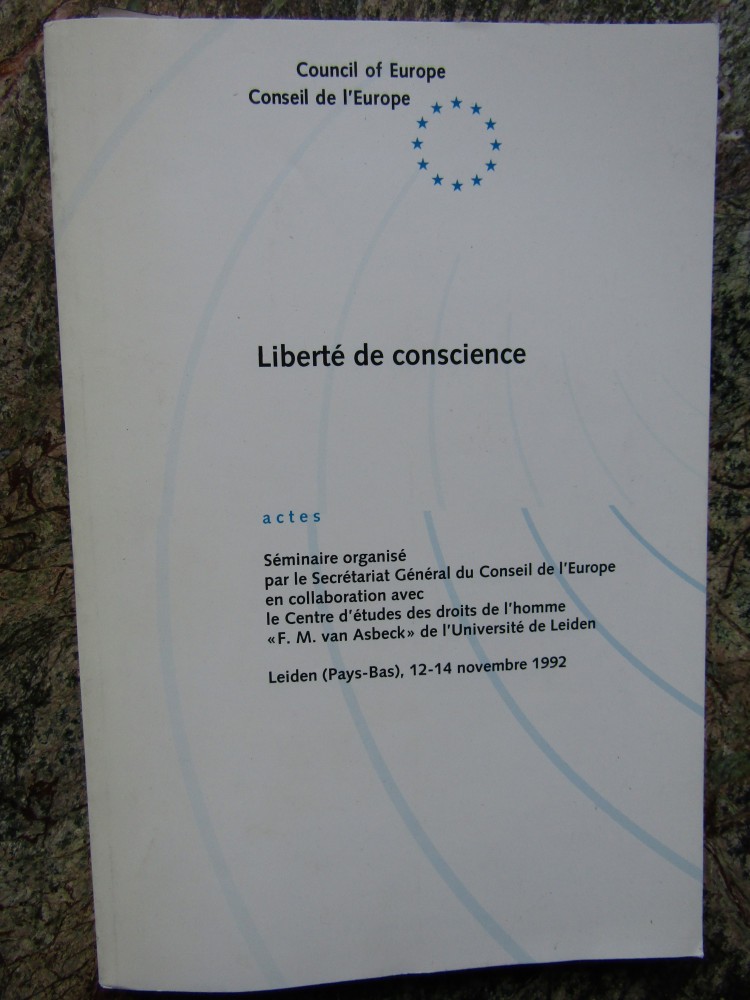 Council of Europe
Conseil de l'Europe
Liberté de conscience
actes
Séminaire organisé
par le Secrétariat Général du Conseil de l'Europe
en collaboration avec
le Centre d'études des droits de l'homme
«F. M. van Asbeck» de l'Université de Leiden
Leiden (Pays-Bas), 12-14 novembre 1992